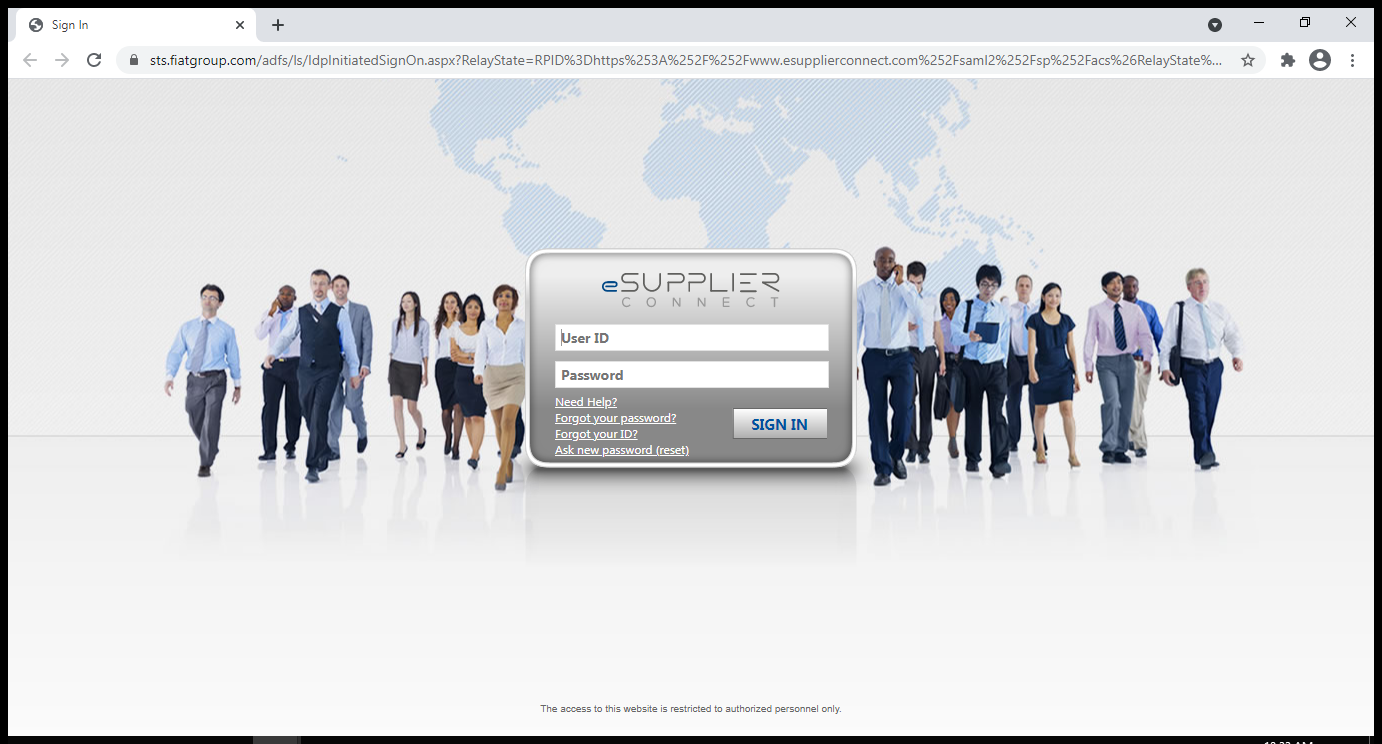 Sign In
sts.fiatgroup.com/adfs/ls/IdpInitiatedSignOn.aspx?RelayState=RPID%3Dhttps%253A%252F%252Fwww.esupplierconnect.com%252Fsaml2%252Fsp%252Facs%26RelayState%...
eSUPPLIER
CONNECT
User ID
Password
Need Help?
Forgot your password?
Forgot your ID?
Ask new password (reset)
SIGN IN
The access to this website is restricted to authorized personnel only.